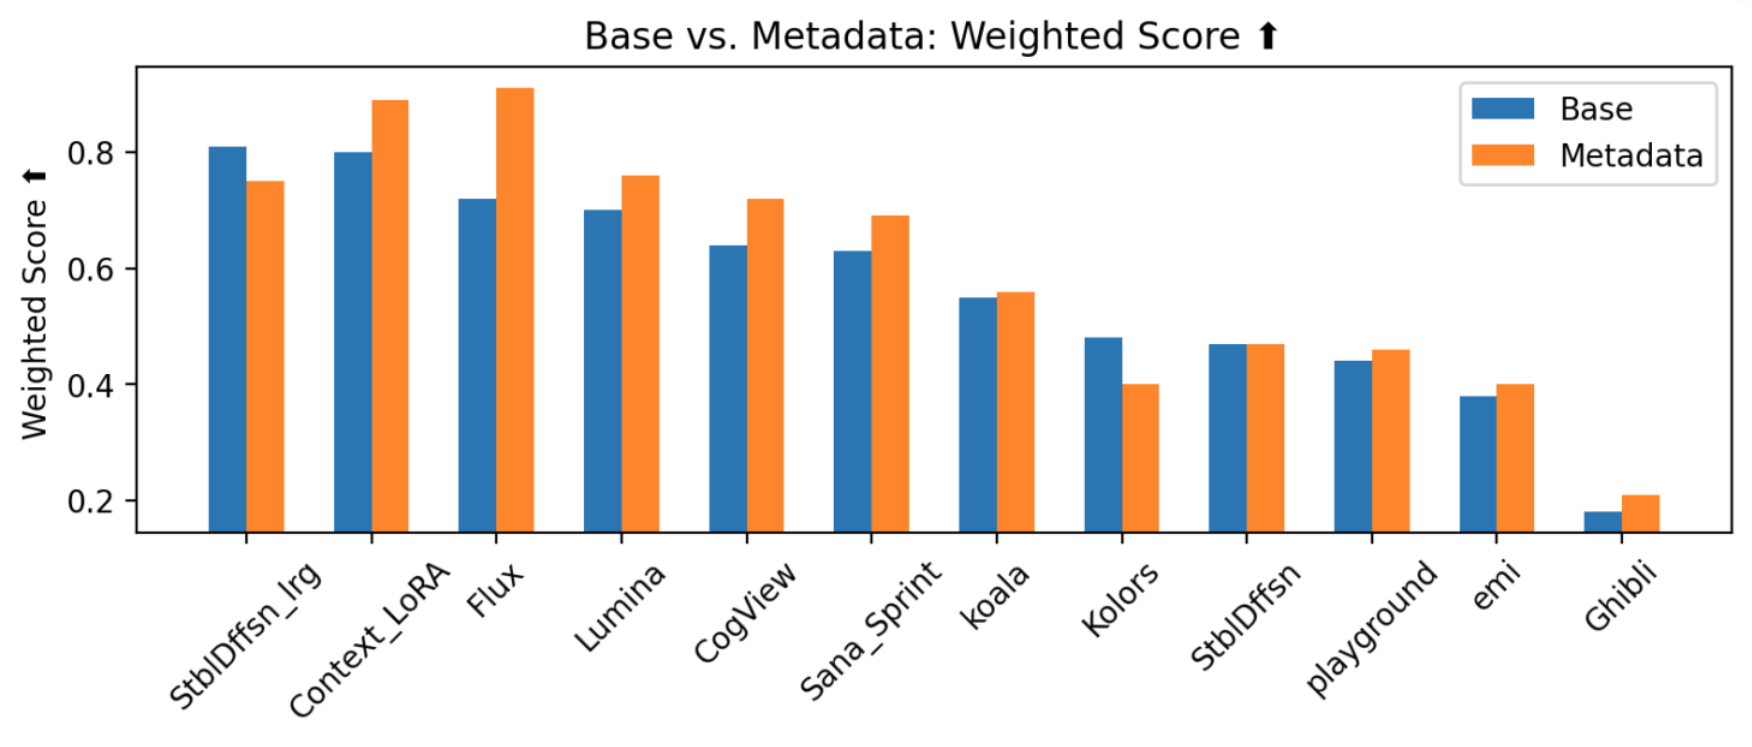 Base vs. Metadata: Weighted Score ⬆
Weighted Score ⬆
0.8
0.6
0.4
0.2
Base
Metadata
StblDffsn_lrg
Context_LoRA
Flux
Lumina
CogView
Sana_Sprint
koala
Kolors
StblDffsn
playground
emi
Ghibli